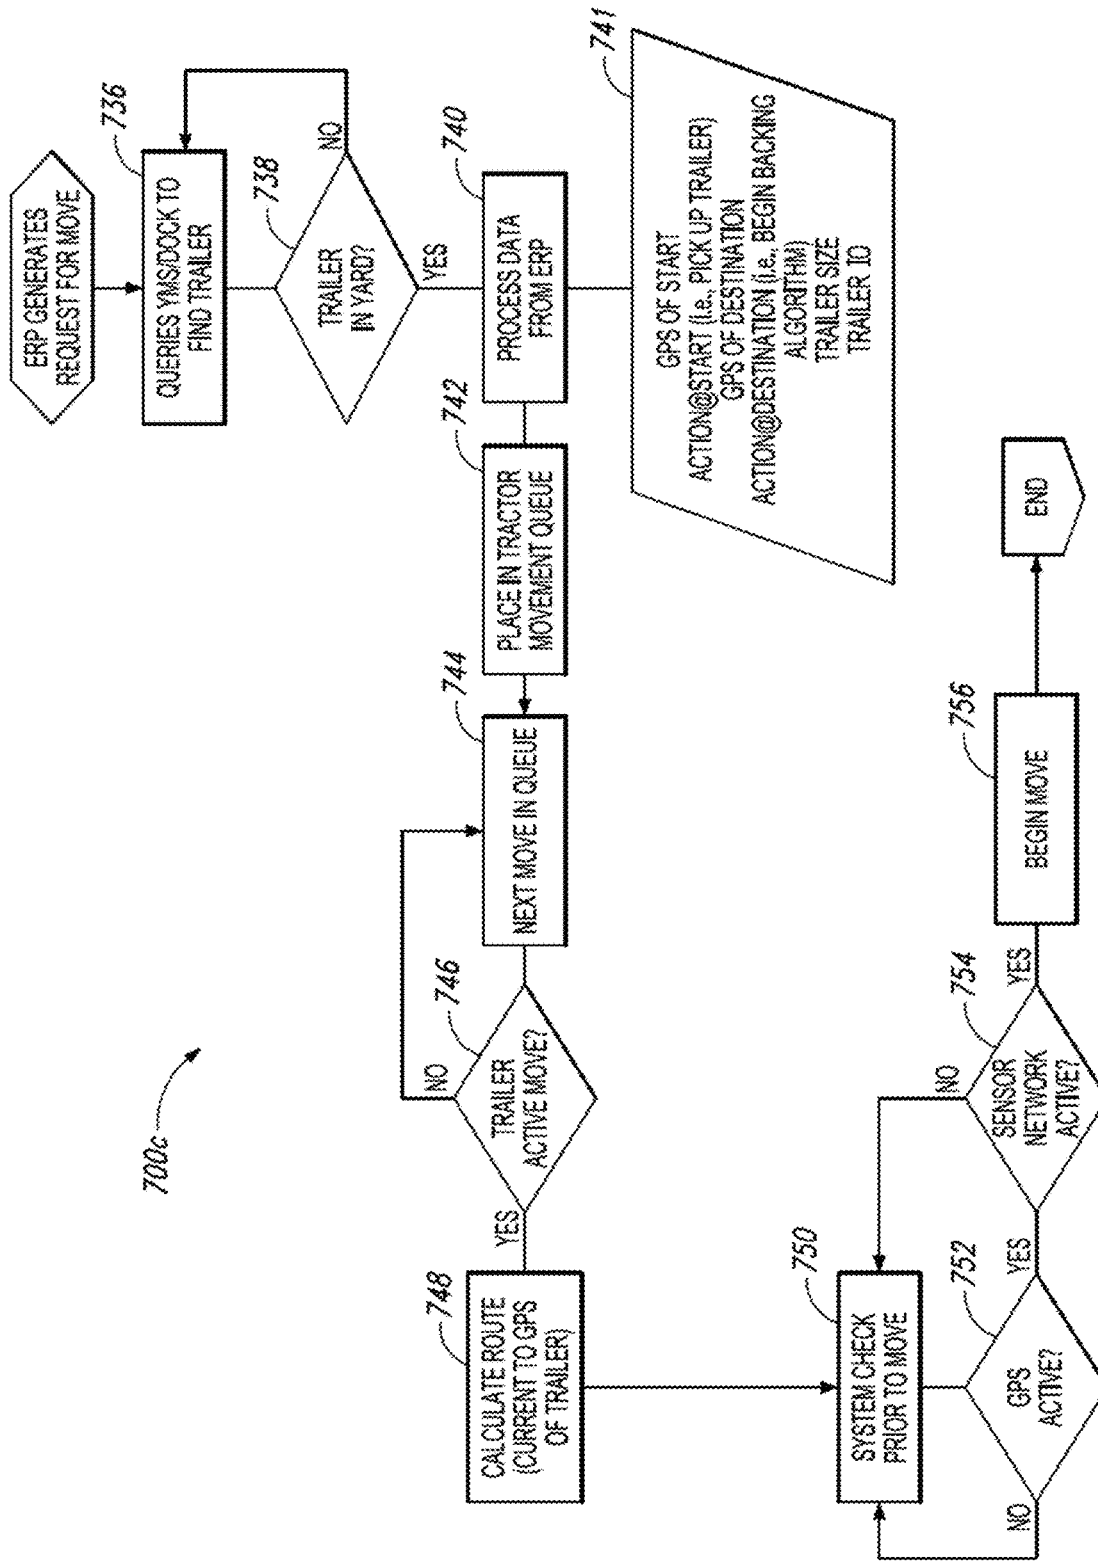 700c
ERP GENERATES
REQUEST FOR MOVE
736
QUERIES YMS/DOCK TO
FIND TRAILER
738
TRAILER
IN YARD?
NO
YES
740
PROCESS DATA
FROM ERP
741
GPS OF START
ACTION@START (i.e., PICK UP TRAILER)
GPS OF DESTINATION
ACTION@DESTINATION (i.e., BEGIN BACKING
ALGORITHM)
TRAILER SIZE
TRAILER ID
742
PLACE IN TRACTOR
MOVEMENT QUEUE
744
NEXT MOVE IN QUEUE
746
TRAILER
ACTIVE MOVE?
NO
YES
748
CALCULATE ROUTE
(CURRENT TO GPS
OF TRAILER)
750
SYSTEM CHECK
PRIOR TO MOVE
752
GPS
ACTIVE?
NO
YES
754
SENSOR
NETWORK
ACTIVE?
NO
YES
756
BEGIN MOVE
END